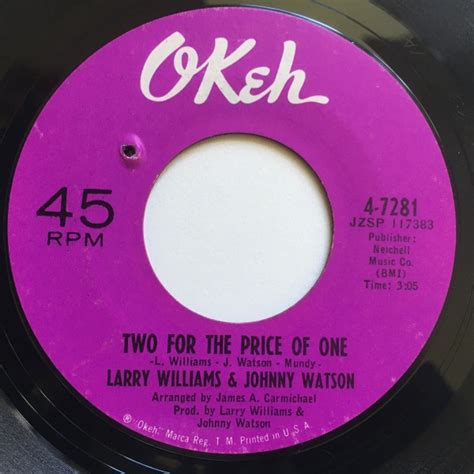 OKeh
45
RPM
4-7281
JZSP 117383
Publisher:
Neichell
Music Co.
(BMI)
Time: 3:05
TWO FOR THE PRICE OF ONE
-L. Williams - J. Watson - Mundy-
LARRY WILLIAMS & JOHNNY WATSON
Arranged by James A. Carmichael
Prod. by Larry Williams &
Johnny Watson
® "Okeh." Marca Reg. T. M. Printed in U.S.A.